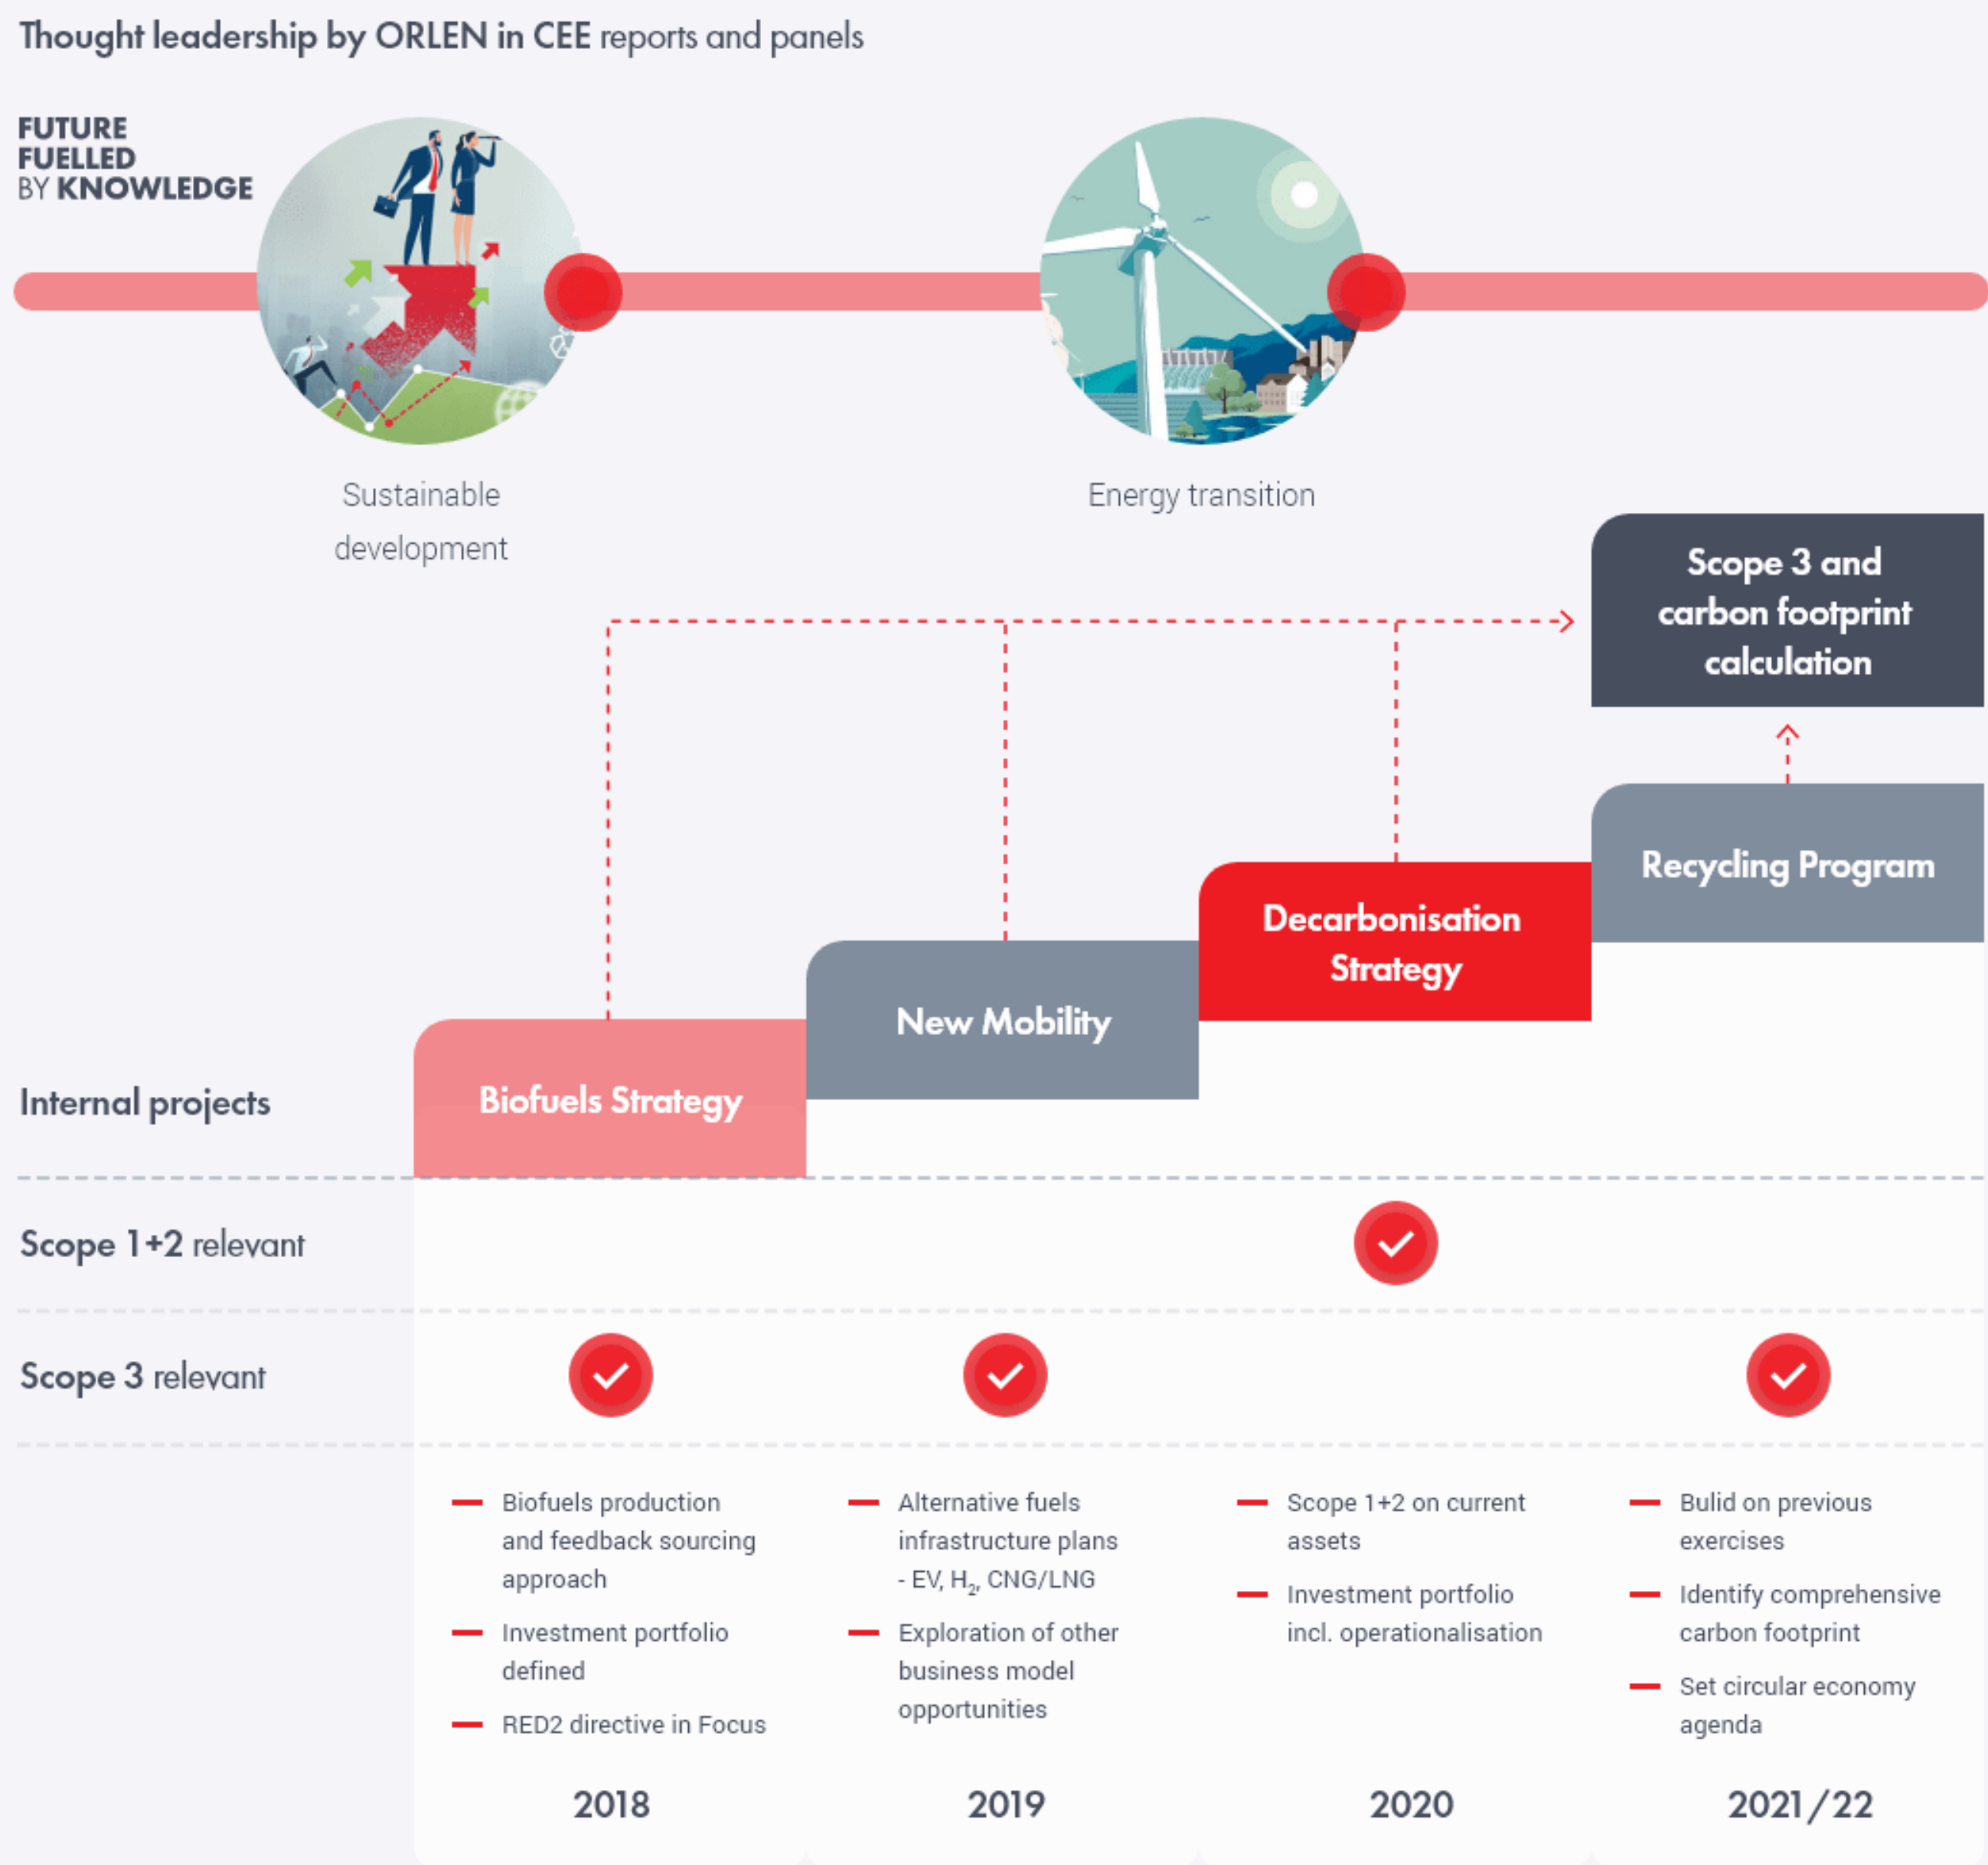 Thought leadership by ORLEN in CEE reports and panels
FUTURE
FUELLED
BY KNOWLEDGE
Sustainable
development
Energy transition
Scope 3 and
carbon footprint
calculation
Recycling Program
Decarbonisation
Strategy
New Mobility
Biofuels Strategy
Internal projects
Scope 1+2 relevant
Scope 3 relevant
Biofuels production
and feedback sourcing
approach
Investment portfolio
defined
RED2 directive in Focus
2018
Alternative fuels
infrastructure plans
- EV, H₂, CNG/LNG
Exploration of other
business model
opportunities
2019
Scope 1+2 on current
assets
Investment portfolio
incl. operationalisation
2020
Bulid on previous
exercises
Identify comprehensive
carbon footprint
Set circular economy
agenda
2021/22